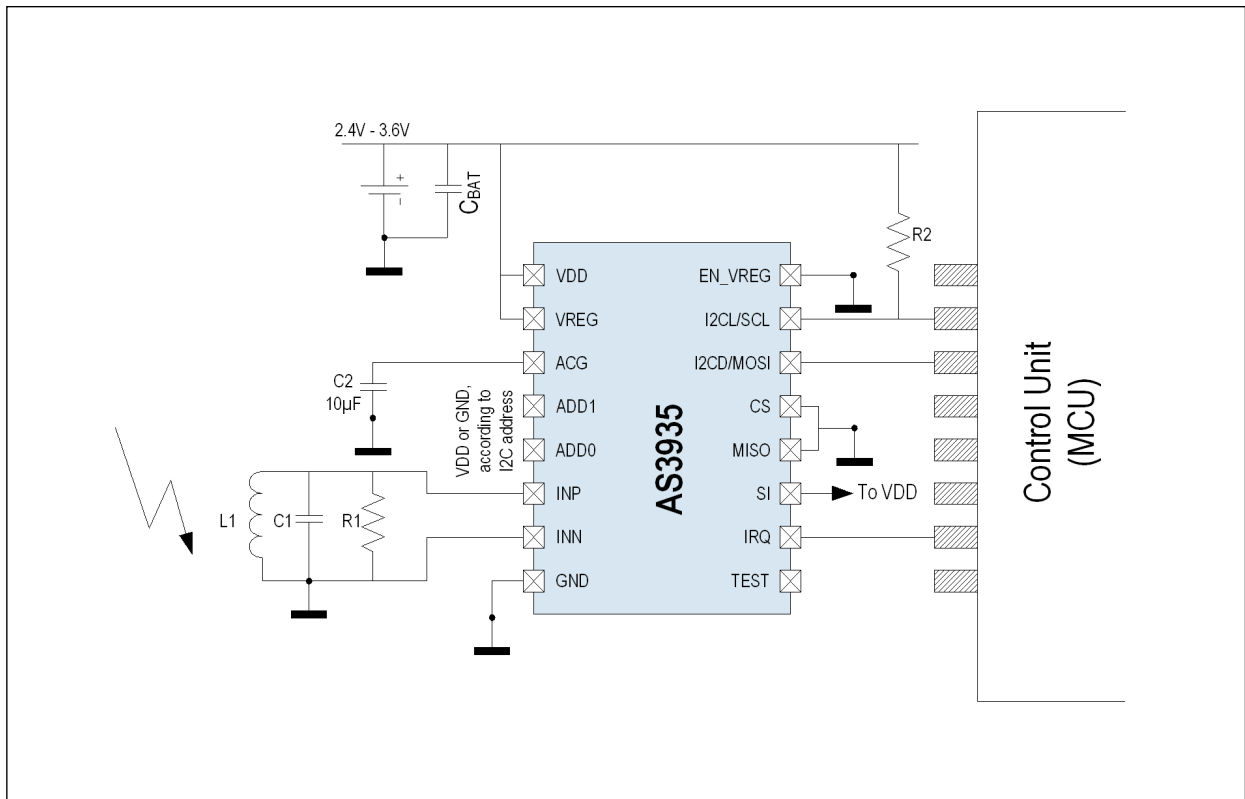 2.4V - 3.6V
+
-
CBAT
R2
VDD
VREG
ACG
ADD1
ADD0
INP
INN
GND
EN_VREG
I2CL/SCL
I2CD/MOSI
CS
MISO
SI
IRQ
TEST
AS3935
C2
10µF
VDD or GND,
according to
I2C address
L1
C1
R1
To VDD
Control Unit
(MCU)